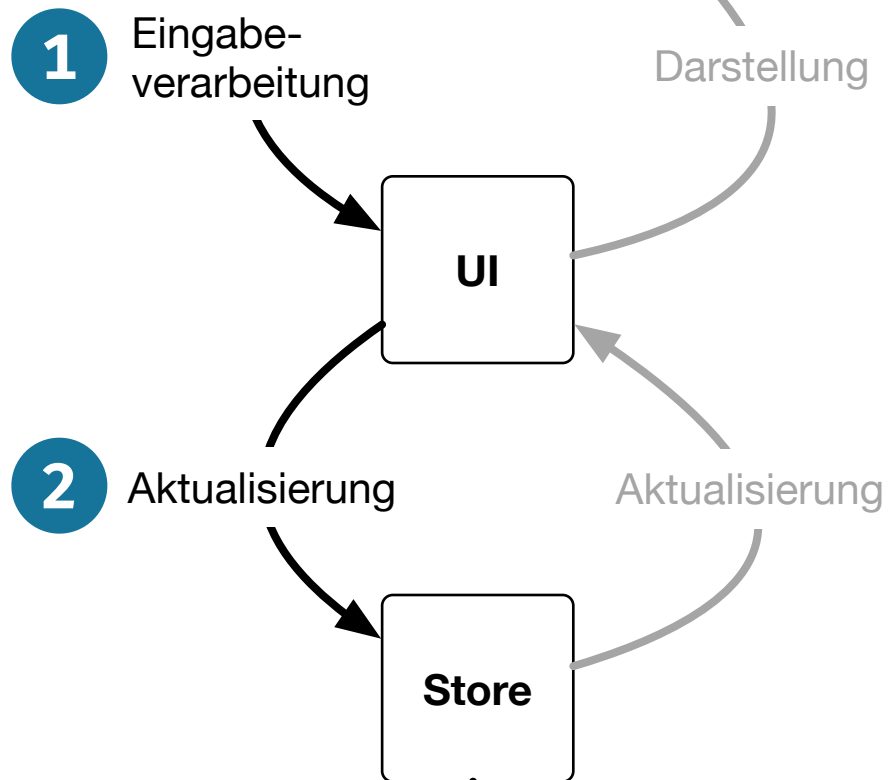 1
Eingabe-
verarbeitung
Darstellung
UI
2
Aktualisierung
Aktualisierung
Store